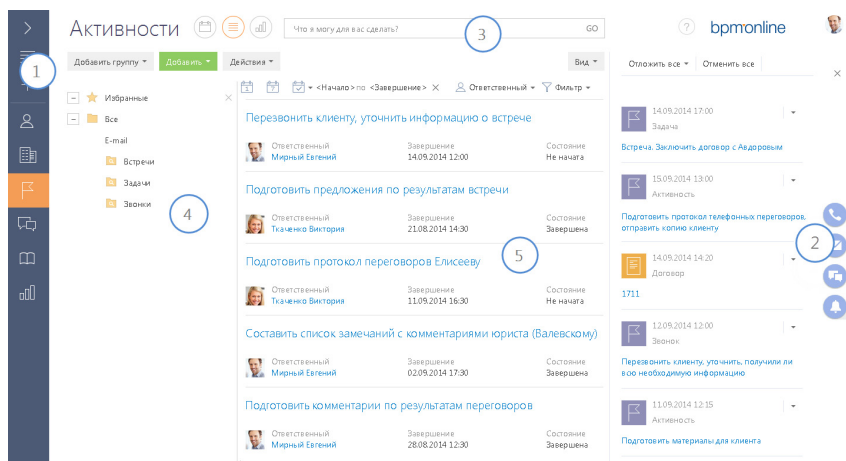 Активности
Что я могу для вас сделать?
GO
3
?
bpm'online
1
Добавить группу
Добавить
Действия
Вид
Отложить все
Отменить все
Избранные
Все
E-mail
Встречи
Задачи
Звонки
4
1
7
<Начало> по <Завершение>
Ответственный
Фильтр
Перезвонить клиенту, уточнить информацию о встрече
Ответственный Завершение Состояние
Мирный Евгений 14.09.2014 12:00 Не начата
Подготовить предложения по результатам встречи
Ответственный Завершение Состояние
Ткаченко Виктория 21.08.2014 14:30 Завершена
5
Подготовить протокол переговоров Елисееву
Ответственный Завершение Состояние
Ткаченко Виктория 11.09.2014 16:30 Не начата
Составить список замечаний с комментариями юриста (Валевскому)
Ответственный Завершение Состояние
Мирный Евгений 02.09.2014 17:30 Завершена
Подготовить комментарии по результатам переговоров
Ответственный Завершение Состояние
Мирный Евгений 28.08.2014 12:30 Завершена
14.09.2014 17:00
Задача
Встреча. Заключить договор с Авдоровым
15.09.2014 13:00
Активность
Подготовить протокол телефонных переговоров,
отправить копию клиенту
2
14.09.2014 14:20
Договор
1711
12.09.2014 12:00
Звонок
Перезвонить клиенту, уточнить, получили ли
всю необходимую информацию
11.09.2014 12:15
Активность
Подготовить материалы для клиента